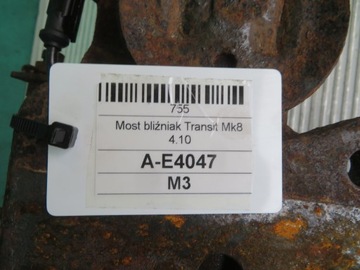 755
Most bliźniak Transit Mk8
4.10
A-E4047
M3